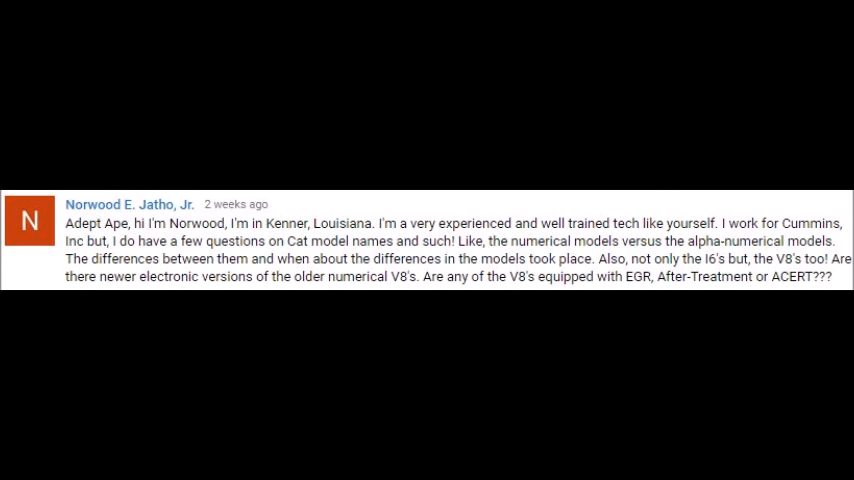 N
Norwood E. Jatho, Jr. 2 weeks ago
Adept Ape, hi I'm Norwood, I'm in Kenner, Louisiana. I'm a very experienced and well trained tech like yourself. I work for Cummins,
Inc but, I do have a few questions on Cat model names and such! Like, the numerical models versus the alpha-numerical models.
The differences between them and when about the differences in the models took place. Also, not only the I6's but, the V8's too! Are
there newer electronic versions of the older numerical V8's. Are any of the V8's equipped with EGR, After-Treatment or ACERT???